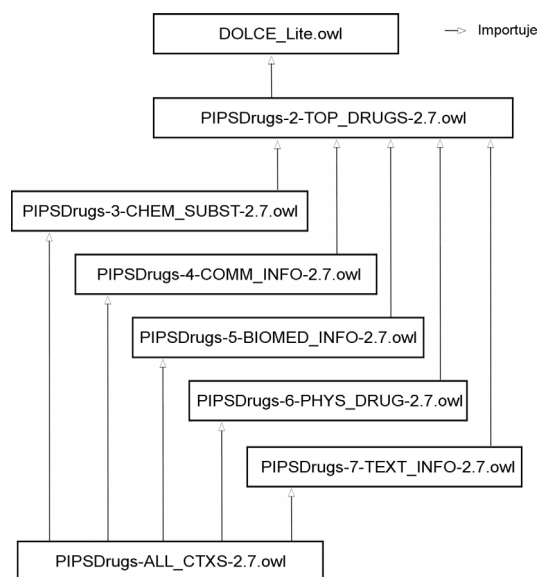 DOLCE_Lite.owl
Importuje
PIPSDrugs-2-TOP_DRUGS-2.7.owl
PIPSDrugs-3-CHEM_SUBST-2.7.owl
PIPSDrugs-4-COMM_INFO-2.7.owl
PIPSDrugs-5-BIOMED_INFO-2.7.owl
PIPSDrugs-6-PHYS_DRUG-2.7.owl
PIPSDrugs-7-TEXT_INFO-2.7.owl
PIPSDrugs-ALL_CTXS-2.7.owl